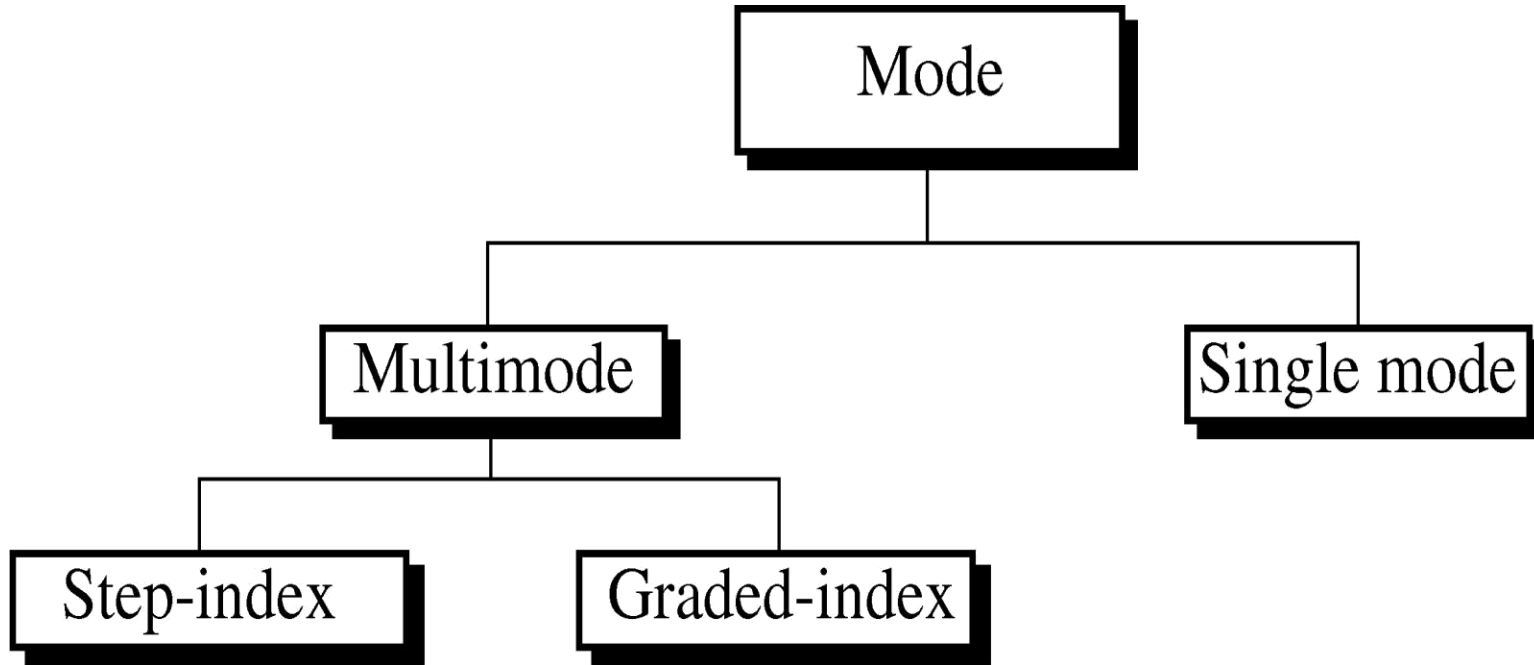 Mode
Multimode
Single mode
Step-index
Graded-index